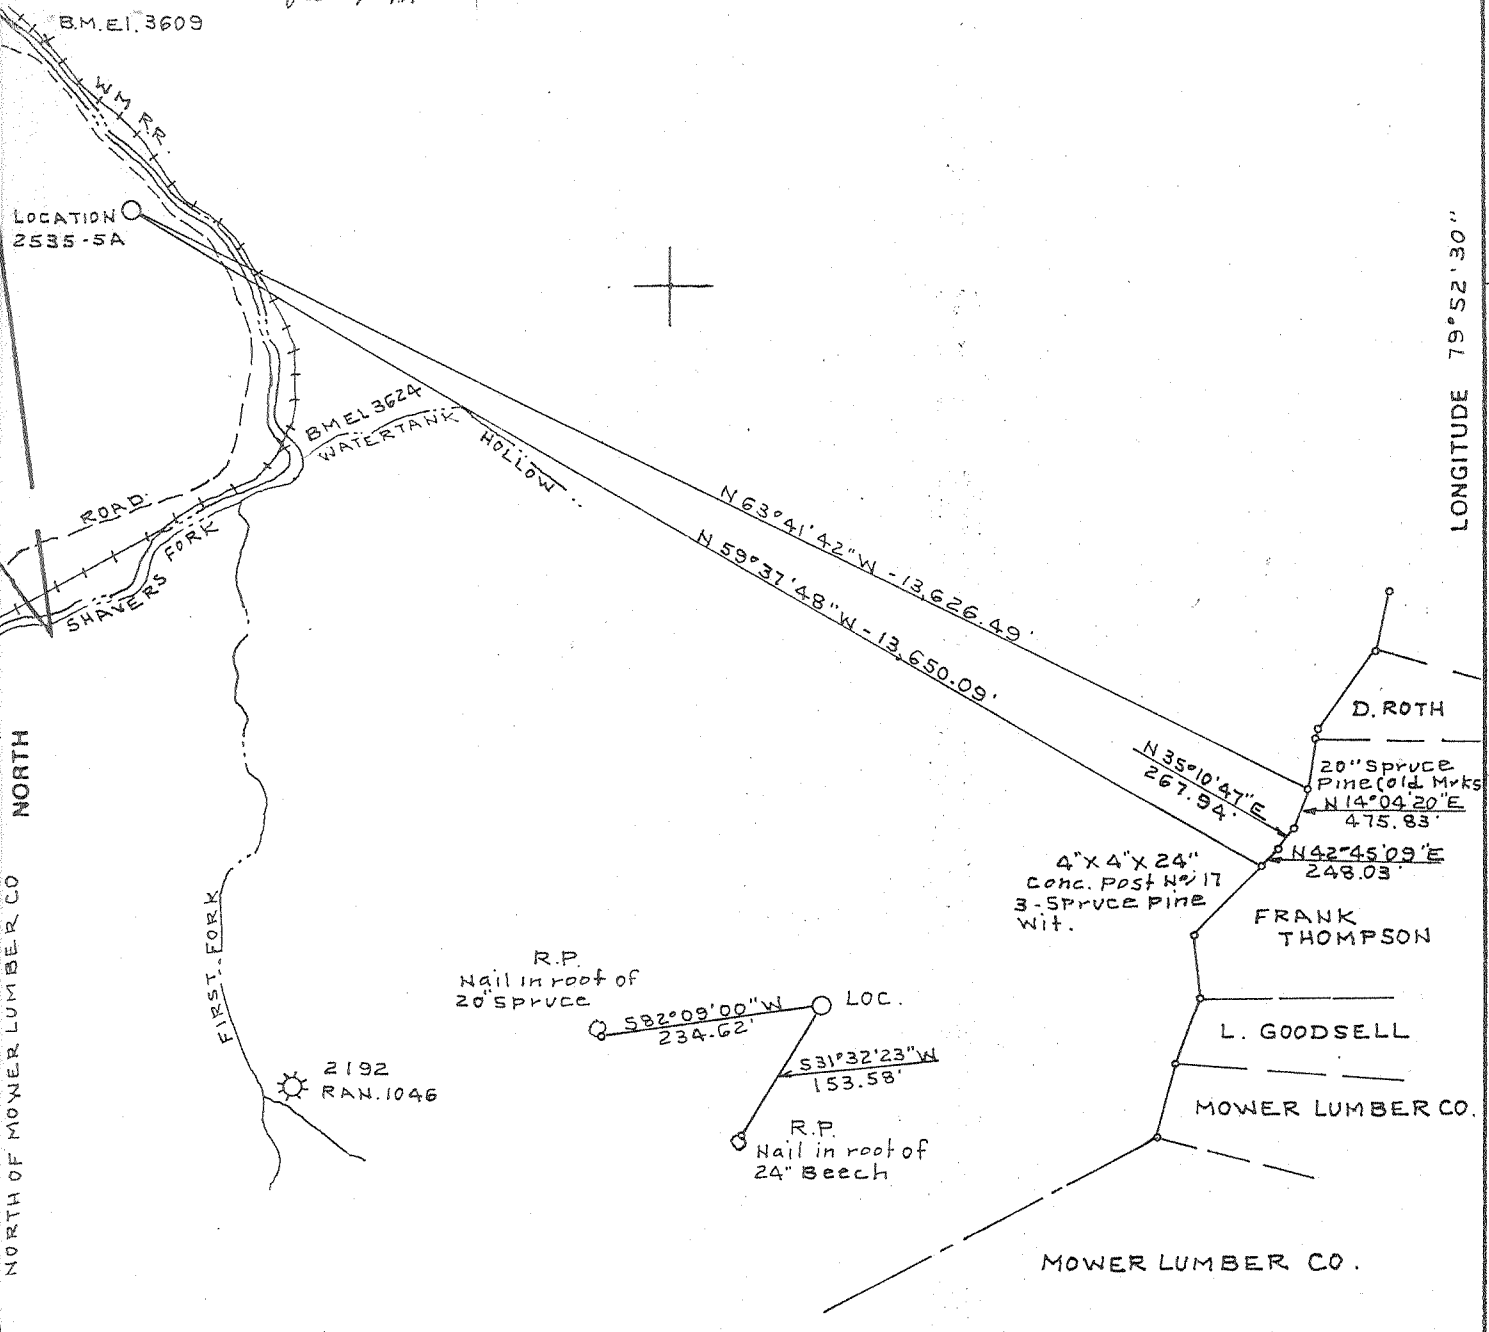 B.M.El. 3609
WM R.R.
LOCATION
2535-5A
LONGITUDE 79°52'30"
BM EL 3624
WATERTANK
HOLLOW
ROAD
SHAVERS FORK
N 63°41'42"W - 13,626.49'
N 59°37'48"W - 13,650.09'
D. ROTH
N 35°10'47"E
267.94'
20" Spruce
Pine (Old Mrks
N 14°04'20"E
475.83'
N 42°45'09"E
248.03'
4" X 4" X 24"
Conc. Post No. 17
3-Spruce Pine
Wit.
FRANK
THOMPSON
NORTH
NORTH OF MOWER LUMBER CO
FIRST FORK
R.P.
Nail in root of
20" Spruce
S82°09'00"W
234.62'
LOC.
S31°32'23"W
153.58'
L. GOODSELL
2192
RAN. 1046
MOWER LUMBER CO.
R.P.
Nail in root of
24" Beech
MOWER LUMBER CO.